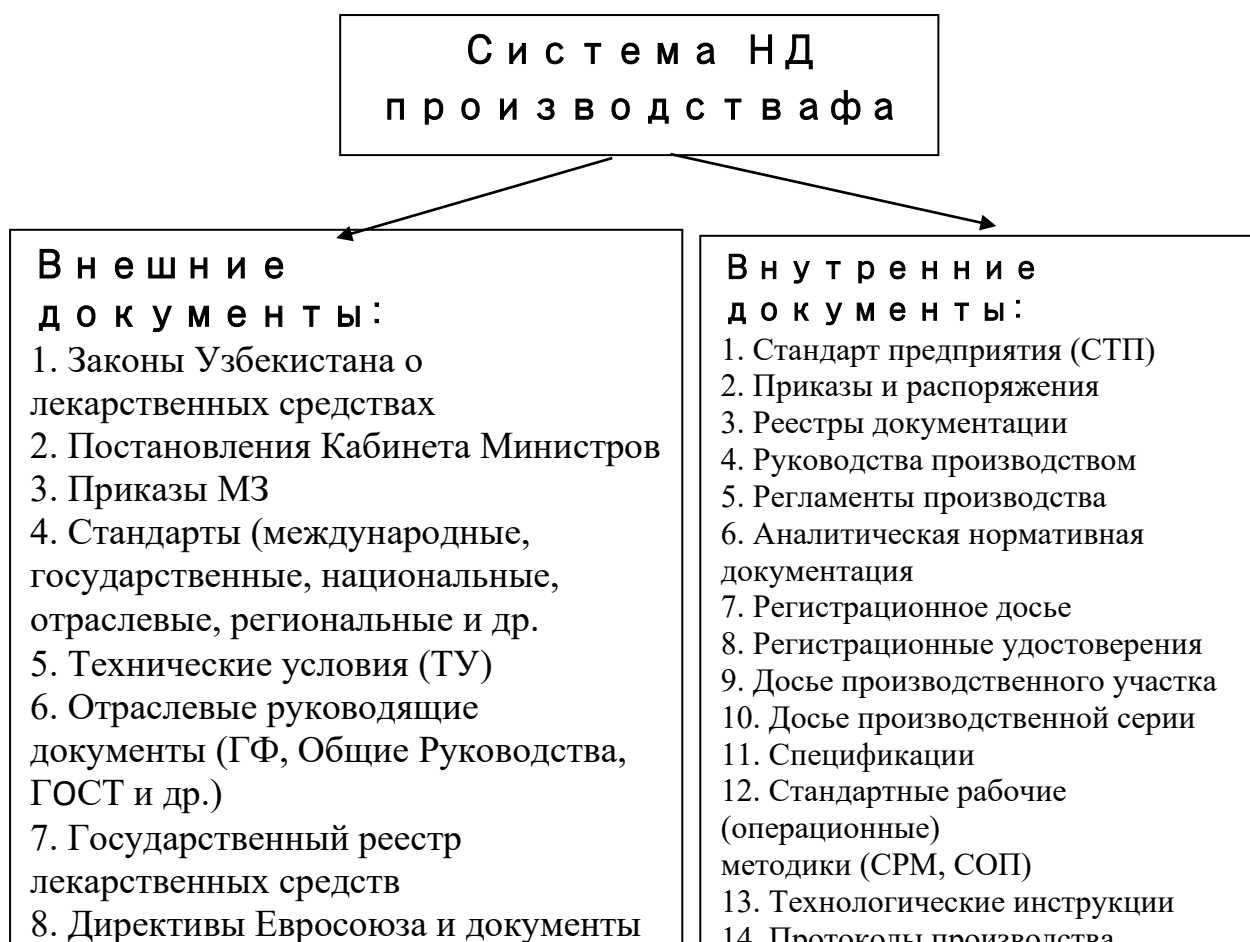 Система НД
производствафа
Внешние
документы:
1. Законы Узбекистана о
лекарственных средствах
2. Постановления Кабинета Министров
3. Приказы МЗ
4. Стандарты (международные,
государственные, национальные,
отраслевые, региональные и др.
5. Технические условия (ТУ)
6. Отраслевые руководящие
документы (ГФ, Общие Руководства,
ГОСТ и др.)
7. Государственный реестр
лекарственных средств
8. Директивы Евросоюза и документы
Внутренние
документы:
1. Стандарт предприятия (СТП)
2. Приказы и распоряжения
3. Реестры документации
4. Руководства производством
5. Регламенты производства
6. Аналитическая нормативная
документация
7. Регистрационное досье
8. Регистрационные удостоверения
9. Досье производственного участка
10. Досье производственной серии
11. Спецификации
12. Стандартные рабочие
(операционные)
методики (СРМ, СОП)
13. Технологические инструкции
14. Протоколы производства